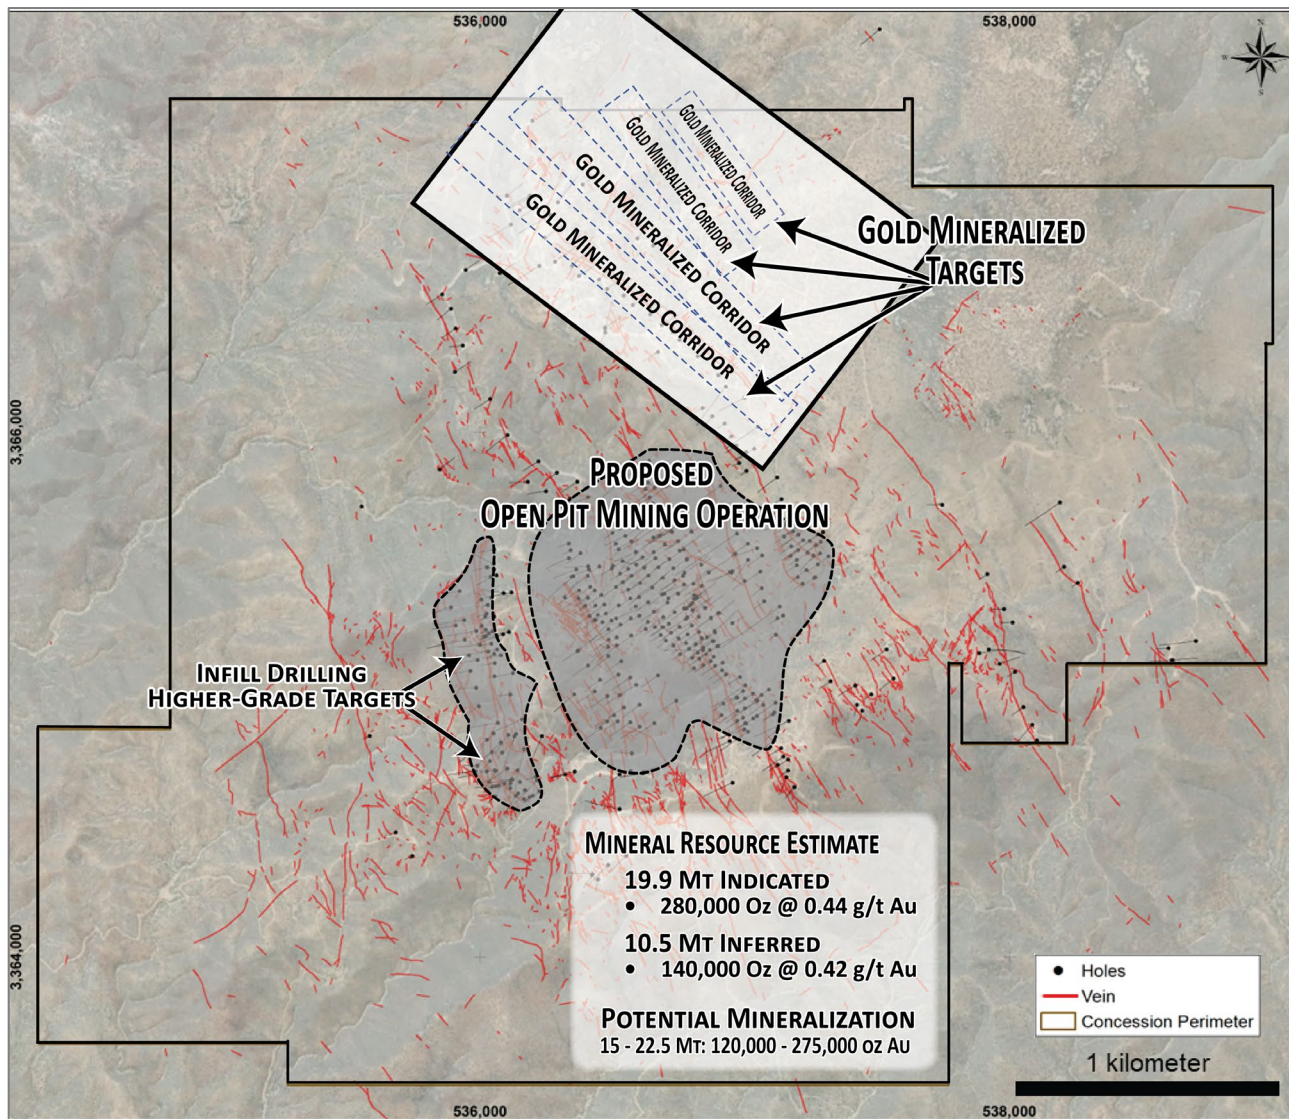 536,000
538,000
N
W
S
Gold Mineralized Corridor
Gold Mineralized Corridor
Gold Mineralized Corridor
Gold Mineralized Corridor
Gold Mineralized
Targets
3,366,000
Proposed
Open Pit Mining Operation
Infill Drilling
Higher-Grade Targets
Mineral Resource Estimate
19.9 Mt Indicated
• 280,000 Oz @ 0.44 g/t Au
10.5 Mt Inferred
• 140,000 Oz @ 0.42 g/t Au
Potential Mineralization
15 - 22.5 Mt: 120,000 - 275,000 oz Au
3,364,000
Holes
Vein
Concession Perimeter
1 kilometer
536,000
538,000